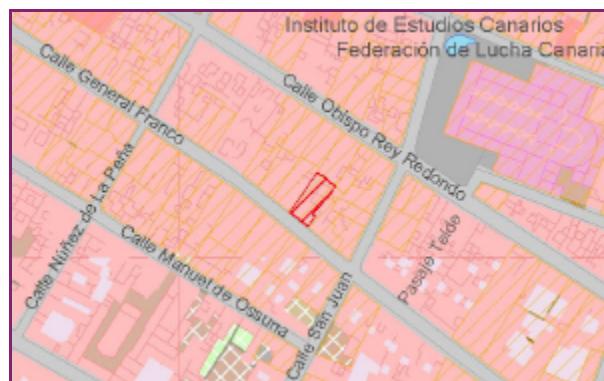 Instituto de Estudios Canarios
Federación de Lucha Canaria
Calle General Franco
Calle Obispo Rey Redondo
Calle Núñez de La Peña
Calle Manuel de Ossuna
Calle San Juan
Pasaje Teide